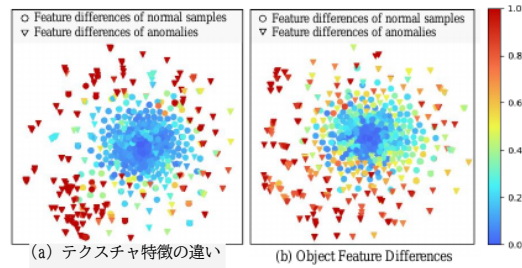 ○ Feature differences of normal samples
▽ Feature differences of anomalies
○ Feature differences of normal samples
▽ Feature differences of anomalies
1.0
0.8
0.6
0.4
0.2
0.0
(a) テクスチャ特徴の違い
(b) Object Feature Differences